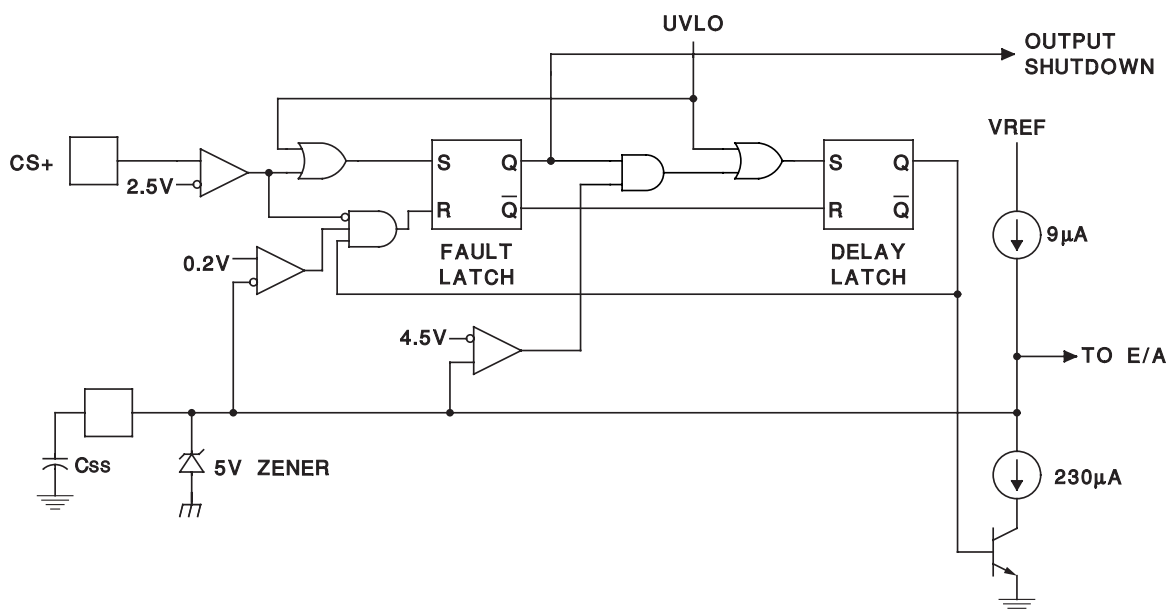 UVLO
OUTPUT
SHUTDOWN
VREF
CS+
2.5V
S
Q
R
Q̅
FAULT
LATCH
S
Q
R
Q̅
DELAY
LATCH
9µA
0.2V
4.5V
TO E/A
Css
5V ZENER
230µA